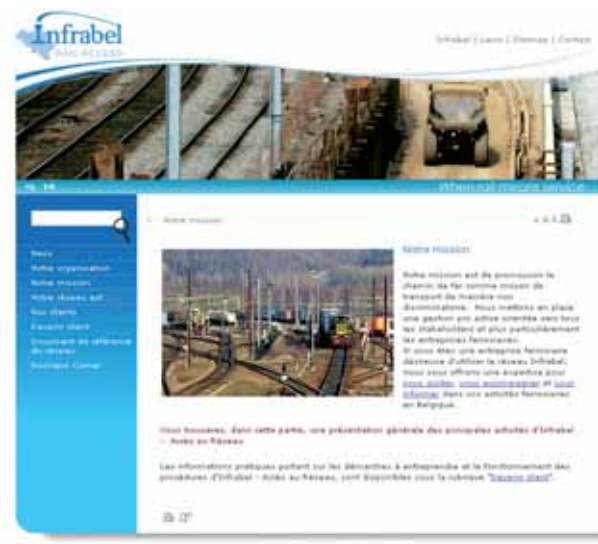 Infrabel
RAIL ACCESS
Infrabel | Liens | Sitemap | Contact
EN
When rail means service
Notre mission
News
Notre organisation
Notre mission
Notre réseau est
Nos clients
Devenir client
Document de référence
du réseau
Business Corner
Notre mission
Notre mission est de promouvoir le
chemin de fer comme moyen de
transport de manière non
discriminatoire. Nous mettons en place
une gestion pro active orientée vers tous
les stakeholders et plus particulièrement
les entreprises ferroviaires.
Si vous êtes une entreprise ferroviaire
désireuse d'utiliser le réseau Infrabel,
nous vous offrons une expertise pour
vous guider, vous accompagner et vous
informer dans vos activités ferroviaires
en Belgique.
Vous trouverez, dans cette partie, une présentation générale des principales activités d'Infrabel
- Accès au Réseau
Les informations pratiques portant sur les démarches à entreprendre et le fonctionnement des
procédures d'Infrabel - Accès au Réseau, sont disponibles sous la rubrique "Devenir client".